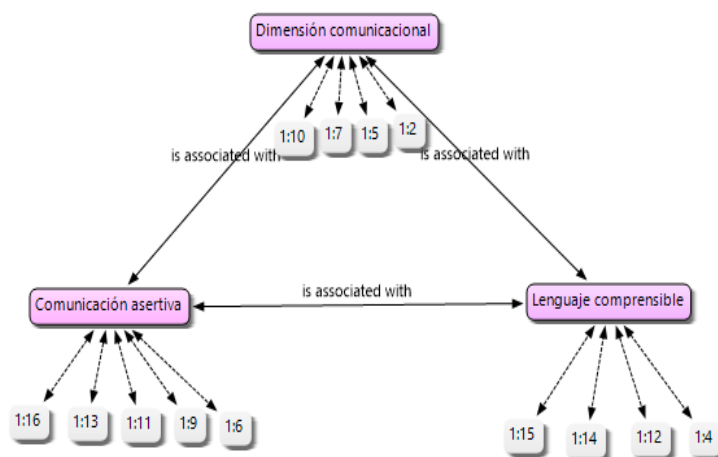 Dimensión comunicacional
1:10 1:7 1:5 1:2
is associated with is associated with
is associated with
Comunicación asertiva Lenguaje comprensible
1:16 1:13 1:11 1:9 1:6
1:15 1:14 1:12 1:4